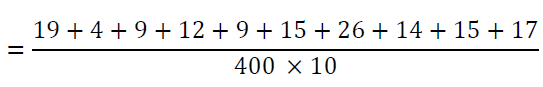 = 19 + 4 + 9 + 12 + 9 + 15 + 26 + 14 + 15 + 17
400 × 10